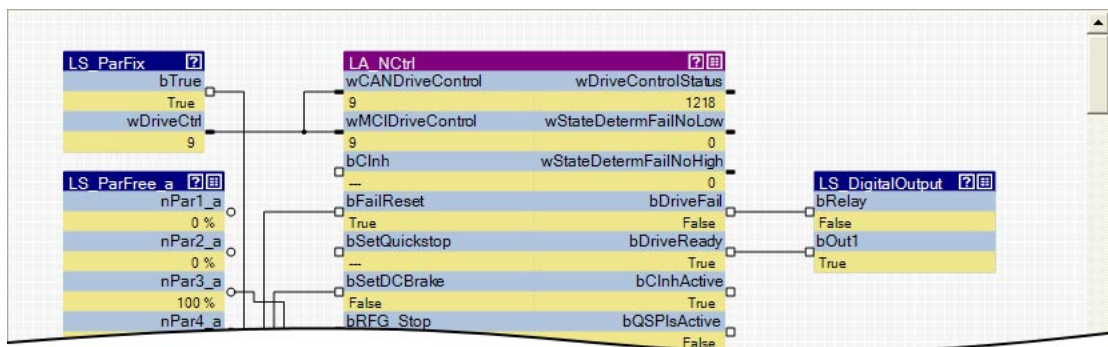 LS_ParFix
bTrue
True
wDriveCtrl
9
LS_ParFree_a
nPar1_a
0 %
nPar2_a
0 %
nPar3_a
100 %
nPar4_a
LA_NCtrl
wCANDriveControl wDriveControlStatus
9 1218
wMCIDriveControl wStateDetermFailNoLow
9 0
bCInh wStateDetermFailNoHigh
--- 0
bFailReset bDriveFail
True False
bSetQuickstop bDriveReady
--- True
bSetDCBrake bCInhActive
False True
bRFG_Stop bQSPIsActive
False
LS_DigitalOutput
bRelay
False
bOut1
True